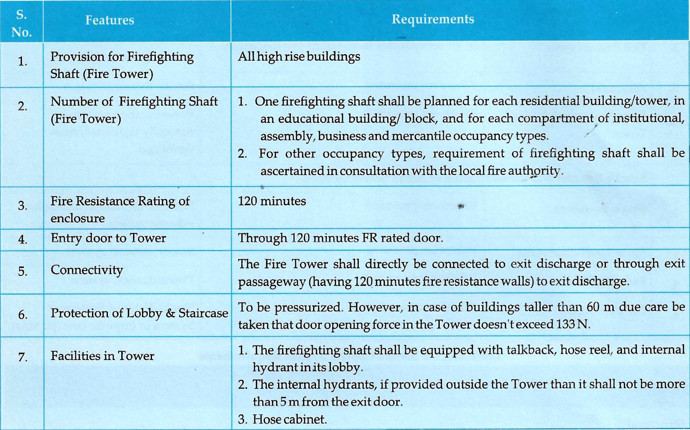 S. No. Features Requirements
1. Provision for Firefighting Shaft (Fire Tower) All high rise buildings
2. Number of Firefighting Shaft (Fire Tower)
1. One firefighting shaft shall be planned for each residential building/tower, in
an educational building/ block, and for each compartment of institutional,
assembly, business and mercantile occupancy types.
2. For other occupancy types, requirement of firefighting shaft shall be
ascertained in consultation with the local fire authority.
3. Fire Resistance Rating of enclosure 120 minutes
4. Entry door to Tower Through 120 minutes FR rated door.
5. Connectivity
The Fire Tower shall directly be connected to exit discharge or through exit
passageway (having 120 minutes fire resistance walls) to exit discharge.
6. Protection of Lobby & Staircase
To be pressurized. However, in case of buildings taller than 60 m due care be
taken that door opening force in the Tower doesn't exceed 133 N.
7. Facilities in Tower
1. The firefighting shaft shall be equipped with talkback, hose reel, and internal
hydrant in its lobby.
2. The internal hydrants, if provided outside the Tower than it shall not be more
than 5 m from the exit door.
3. Hose cabinet.